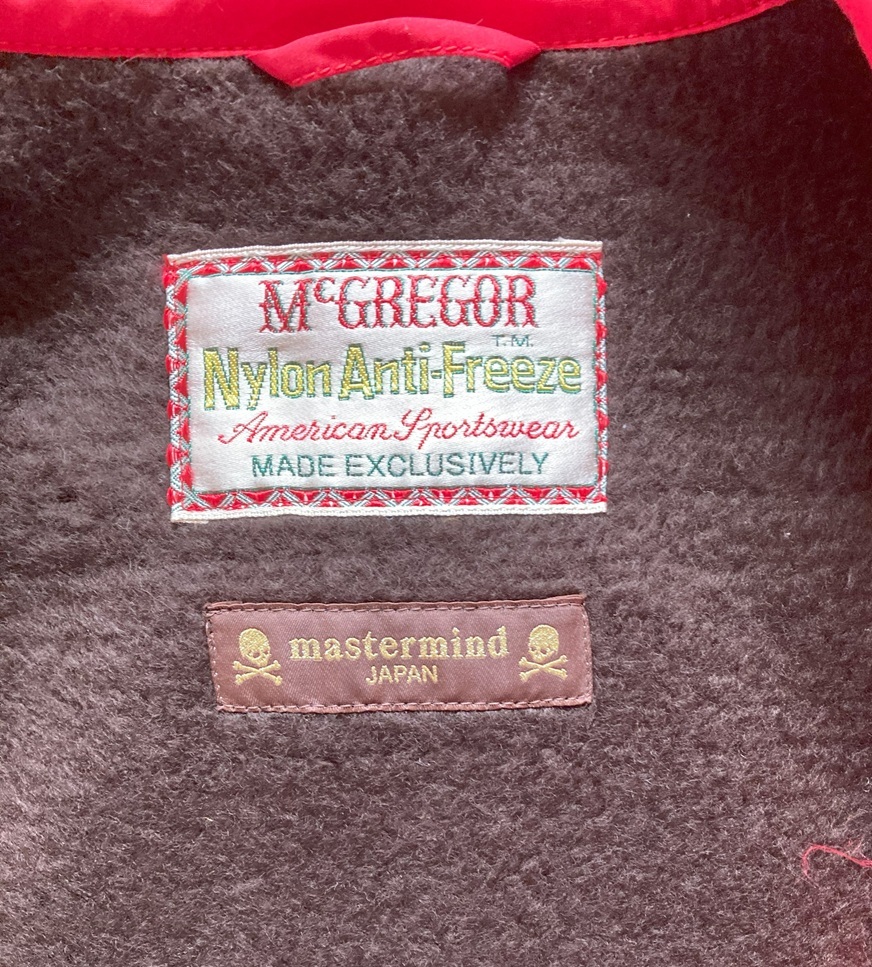 McGREGOR
T.M.
Nylon Anti-Freeze
American Sportswear
MADE EXCLUSIVELY
mastermind
JAPAN